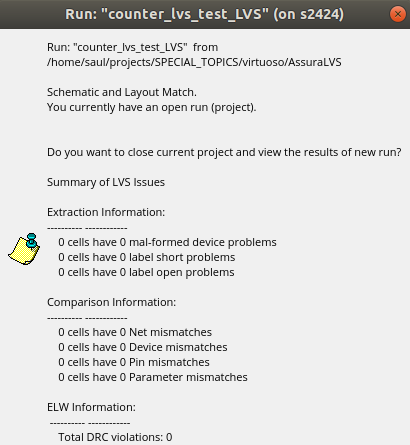 Run: "counter_lvs_test_LVS" (on s2424)
Run: "counter_lvs_test_LVS" from
/home/saul/projects/SPECIAL_TOPICS/virtuoso/AssuraLVS
Schematic and Layout Match.
You currently have an open run (project).
Do you want to close current project and view the results of new run?
Summary of LVS Issues
Extraction Information:
---------- ------------
0 cells have 0 mal-formed device problems
0 cells have 0 label short problems
0 cells have 0 label open problems
Comparison Information:
---------- ------------
0 cells have 0 Net mismatches
0 cells have 0 Device mismatches
0 cells have 0 Pin mismatches
0 cells have 0 Parameter mismatches
ELW Information:
---------- ------------
Total DRC violations: 0